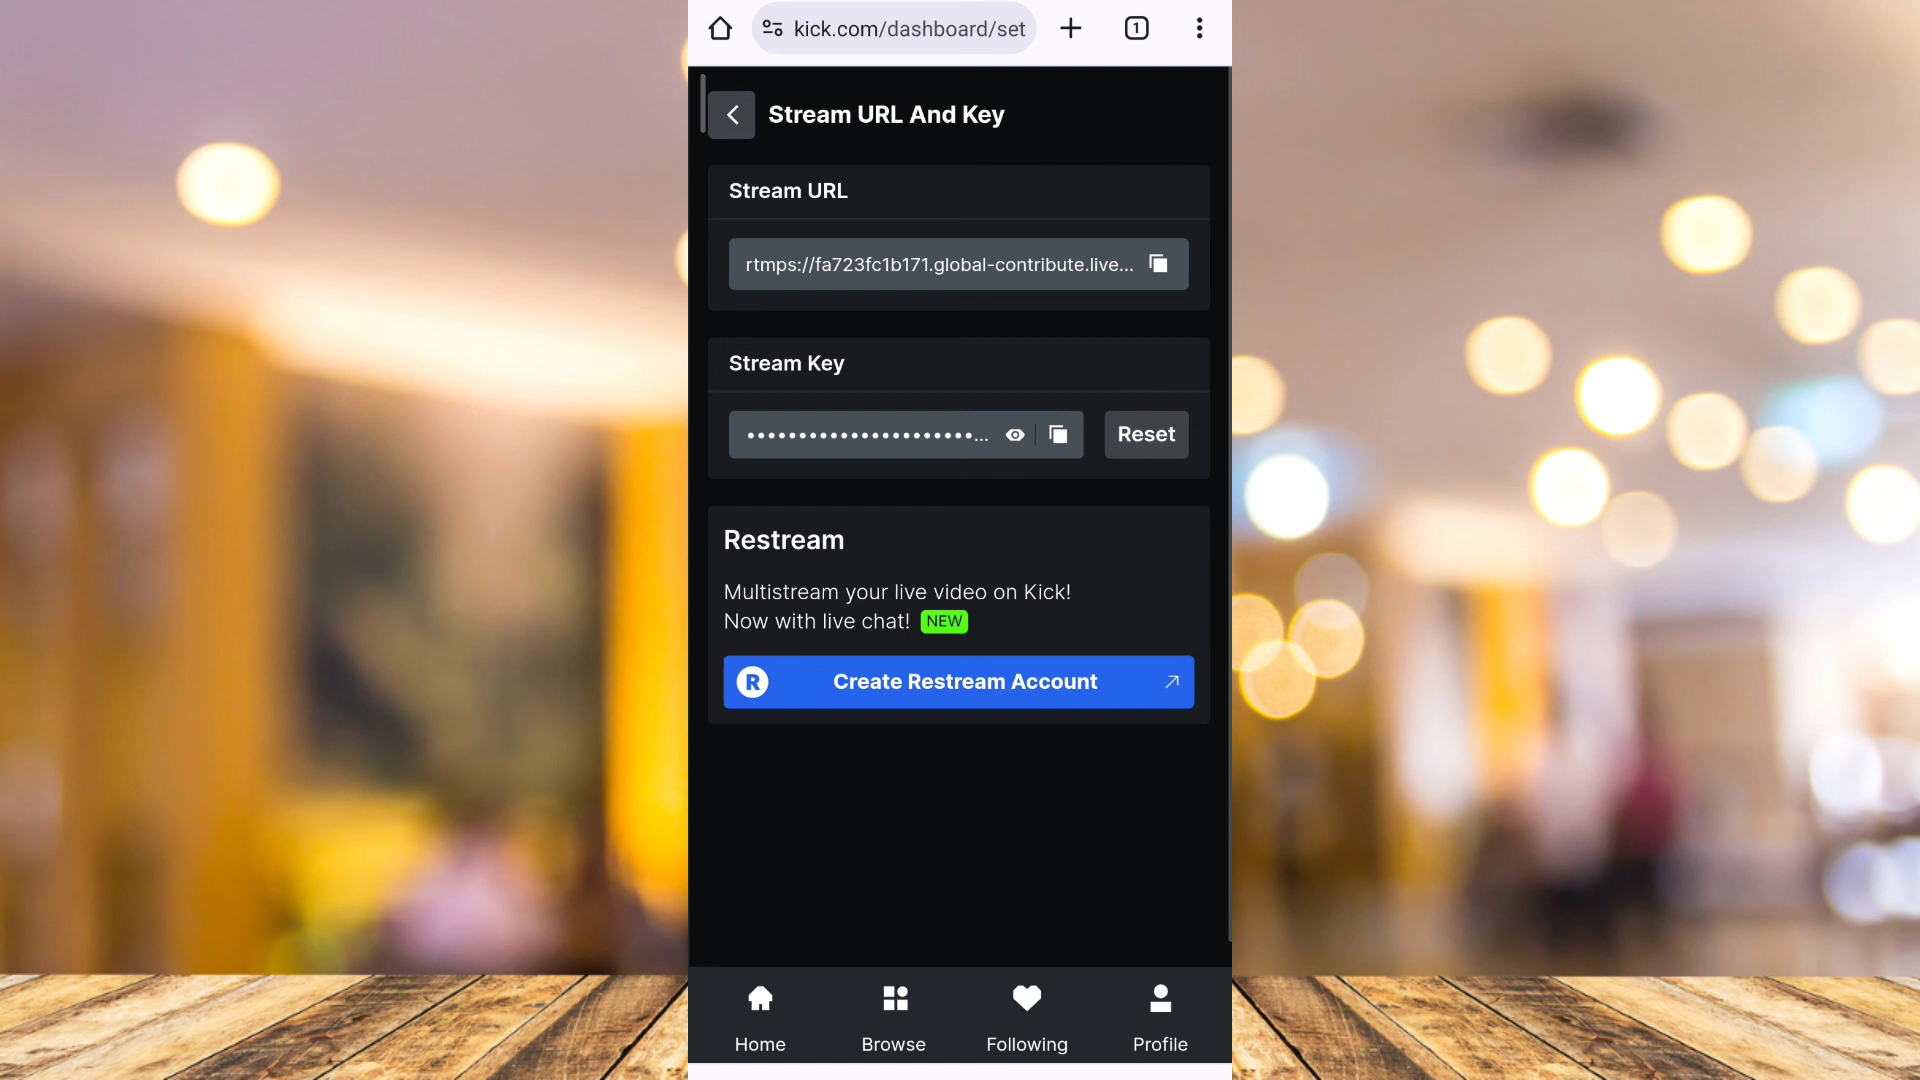 kick.com/dashboard/set
1
Stream URL And Key
Stream URL
rtmps://fa723fc1b171.global-contribute.live...
Stream Key
••••••••••••••••••••••...
Reset
Restream
Multistream your live video on Kick!
Now with live chat! NEW
R Create Restream Account
Home Browse Following Profile